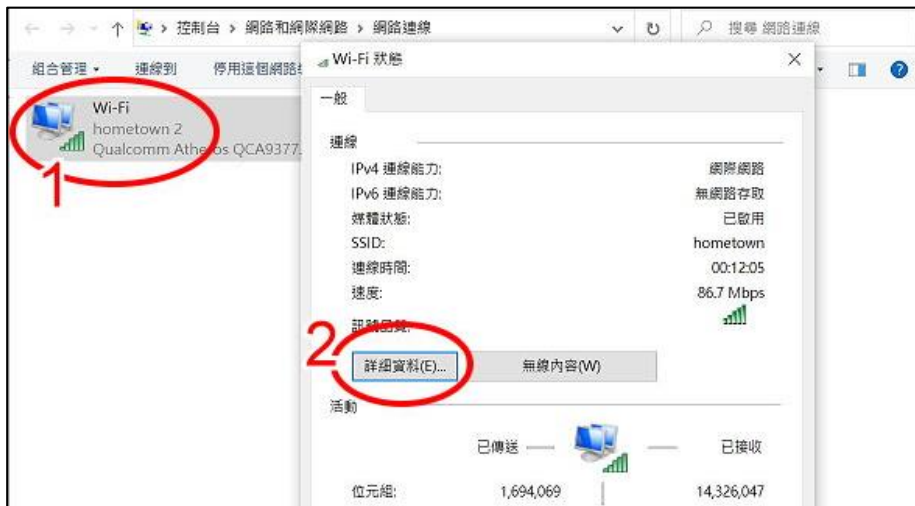 控制台 > 網路和網際網路 > 網路連線
搜尋 網路連線
組合管理 連線到 停用這個網路
Wi-Fi
hometown 2
Qualcomm Atheros QCA9377...
1
Wi-Fi 狀態
一般
連線
IPv4 連線能力: 網際網路
IPv6 連線能力: 無網路存取
媒體狀態: 已啟用
SSID: hometown
連線時間: 00:12:05
速度: 86.7 Mbps
訊號品質:
2
詳細資料(E)... 無線內容(W)
活動
已傳送 已接收
位元組: 1,694,069 14,326,047